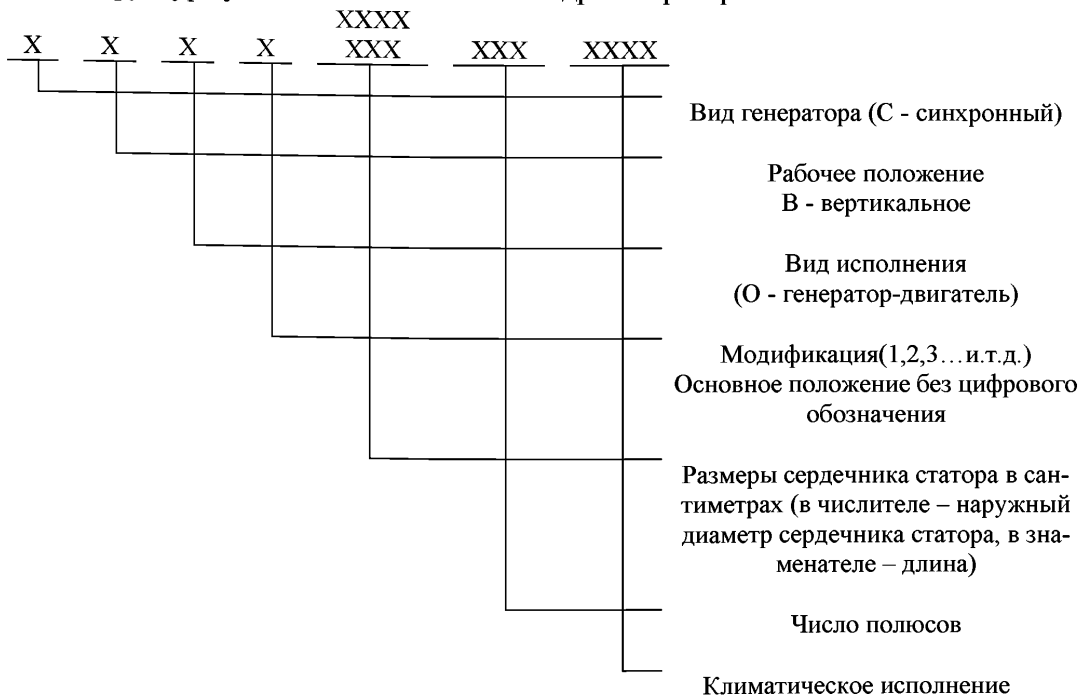 XXXX
X X X X XXX XXX XXXX
Вид генератора (С - синхронный)
Рабочее положение
В - вертикальное
Вид исполнения
(О - генератор-двигатель)
Модификация(1,2,3…и.т.д.)
Основное положение без цифрового
обозначения
Размеры сердечника статора в сан-
тиметрах (в числителе – наружный
диаметр сердечника статора, в зна-
менателе – длина)
Число полюсов
Климатическое исполнение